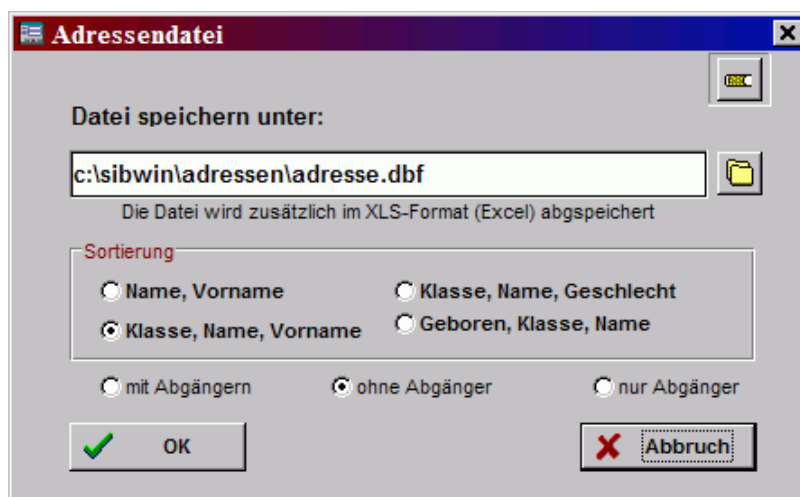 Adressendatei
Datei speichern unter:
c:\sibwin\adressen\adresse.dbf
Die Datei wird zusätzlich im XLS-Format (Excel) abgspeichert
Sortierung
Name, Vorname
Klasse, Name, Geschlecht
Klasse, Name, Vorname
Geboren, Klasse, Name
mit Abgängern ohne Abgänger nur Abgänger
OK Abbruch